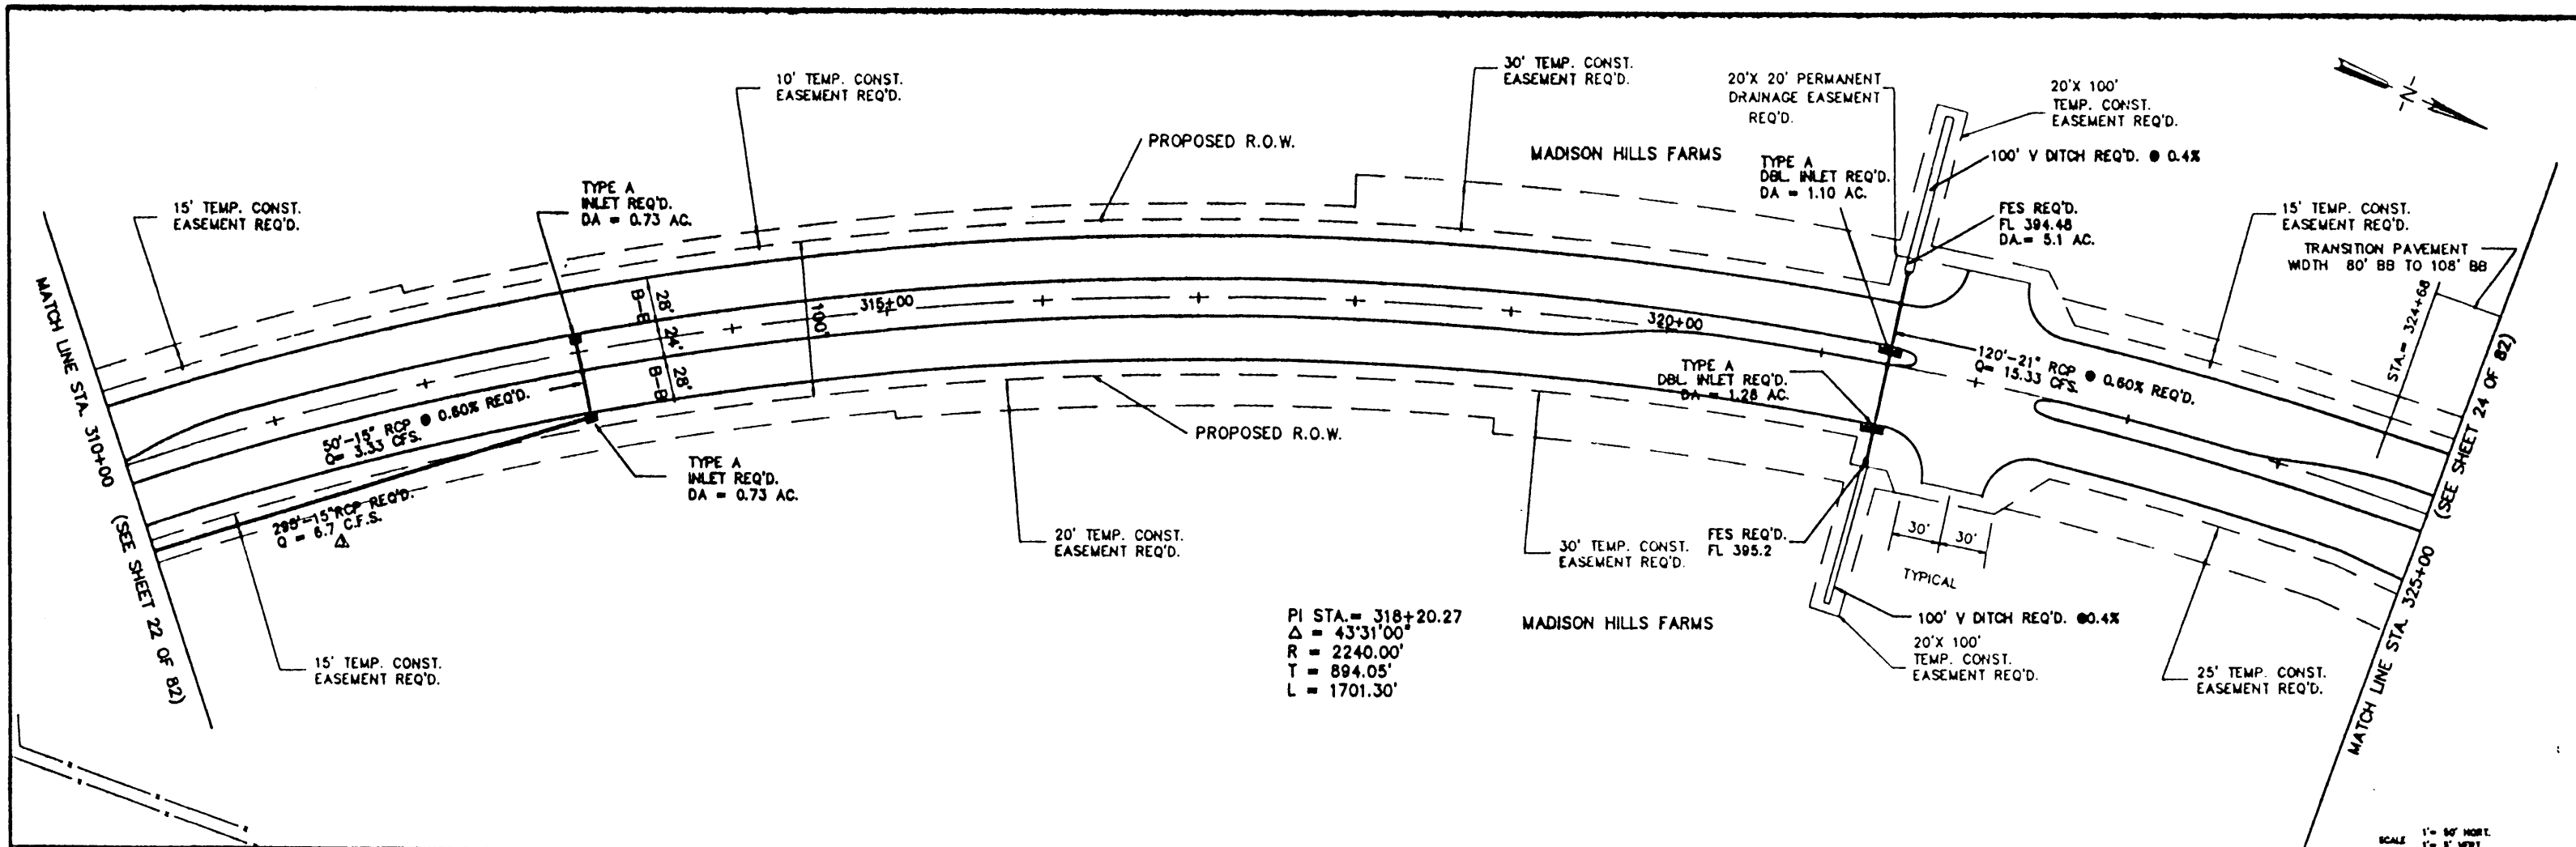 10' TEMP. CONST.
EASEMENT REQ'D.
30' TEMP. CONST.
EASEMENT REQ'D.
20'X 20' PERMANENT
DRAINAGE EASEMENT
REQ'D.
20'X 100'
TEMP. CONST.
EASEMENT REQ'D.
-N-
PROPOSED R.O.W.
MADISON HILLS FARMS
100' V DITCH REQ'D. @ 0.4%
TYPE A
DBL. INLET REQ'D.
DA = 1.10 AC.
TYPE A
INLET REQ'D.
DA = 0.73 AC.
15' TEMP. CONST.
EASEMENT REQ'D.
FES REQ'D.
FL 394.48
DA.= 5.1 AC.
15' TEMP. CONST.
EASEMENT REQ'D.
TRANSITION PAVEMENT
WIDTH 80' BB TO 108' BB
STA.= 324+68
MATCH LINE STA. 310+00 (SEE SHEET 22 OF 82)
28'
B-B
24'
28'
B-B
100'
315+00
320+00
120'-21" RCP @ 0.60% REQ'D.
Q= 15.33 CFS.
TYPE A
DBL. INLET REQ'D.
DA = 1.28 AC.
50'-15" RCP @ 0.60% REQ'D.
Q= 3.33 CFS.
PROPOSED R.O.W.
TYPE A
INLET REQ'D.
DA = 0.73 AC.
295'-15"RCP REQ'D.
Q = 6.7 C.F.S.
20' TEMP. CONST.
EASEMENT REQ'D.
30' TEMP. CONST.
EASEMENT REQ'D.
FES REQ'D.
FL 395.2
30'
30'
TYPICAL
MATCH LINE STA. 325+00 (SEE SHEET 24 OF 82)
PI STA.= 318+20.27
Δ = 43°31'00"
R = 2240.00'
T = 894.05'
L = 1701.30'
MADISON HILLS FARMS
100' V DITCH REQ'D. @0.4%
20'X 100'
TEMP. CONST.
EASEMENT REQ'D.
15' TEMP. CONST.
EASEMENT REQ'D.
25' TEMP. CONST.
EASEMENT REQ'D.
SCALE 1"= 50' HORT.
1"= 5' VERT.